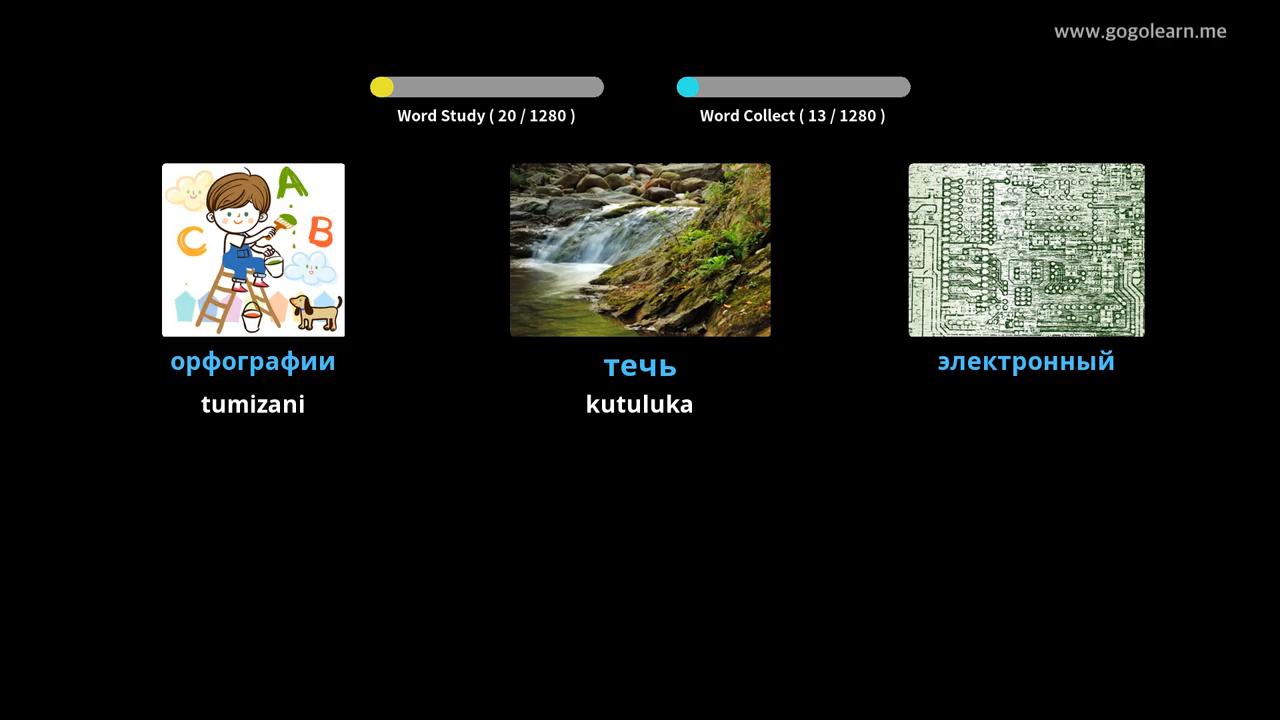 www.gogolearn.me
Word Study ( 20 / 1280 )
Word Collect ( 13 / 1280 )
A
B
C
орфографии
течь
электронный
tumizani
kutuluka